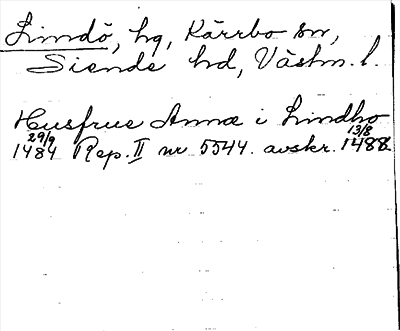 Lindö, hg, Kärrbo sn,
Siende hd, Västm. l.
Husfrue Anna i Lindho
29/9 13/8
1484 Rep. II nr 5544. avskr. 1488